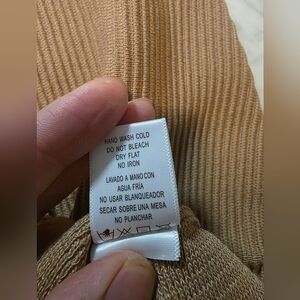 HAND WASH COLD
DO NOT BLEACH
DRY FLAT
NO IRON
LAVADO A MANO CON
AGUA FRIA
NO USAR BLANQUEADOR
SECAR SOBRE UNA MESA
NO PLANCHAR